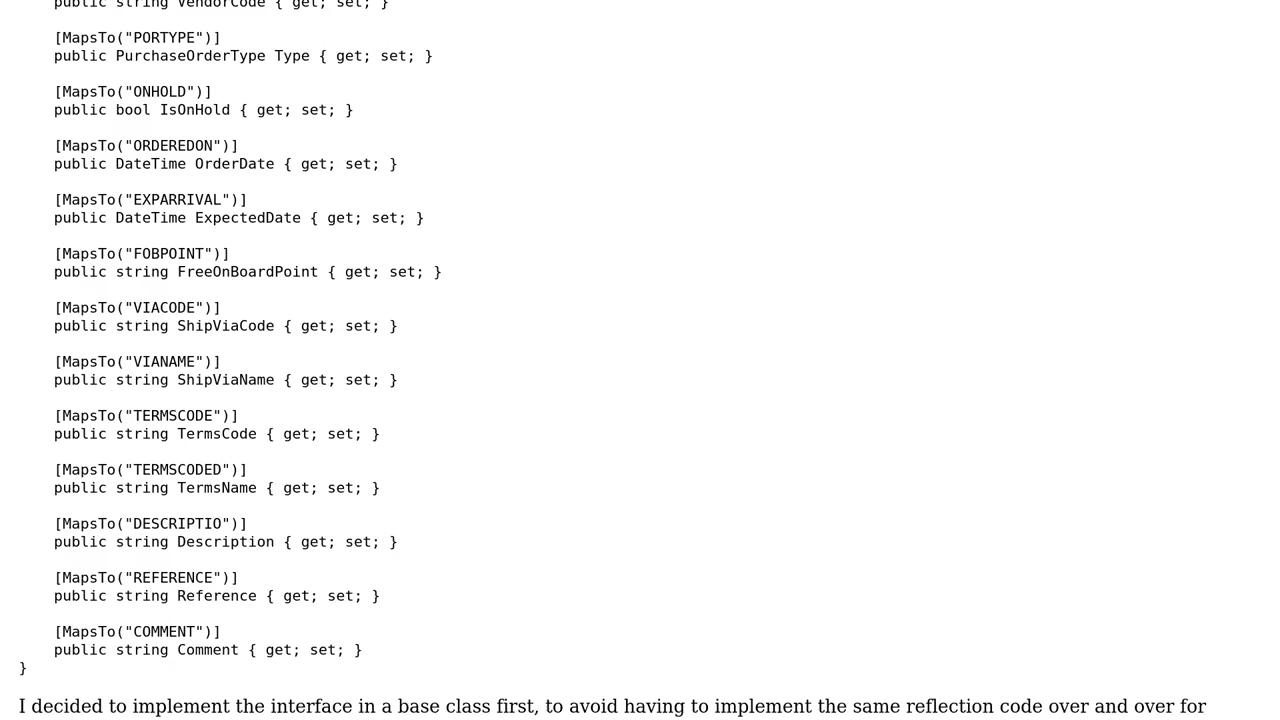 public string VendorCode { get; set; }
[MapsTo("PORTYPE")]
public PurchaseOrderType Type { get; set; }
[MapsTo("ONHOLD")]
public bool IsOnHold { get; set; }
[MapsTo("ORDEREDON")]
public DateTime OrderDate { get; set; }
[MapsTo("EXPARRIVAL")]
public DateTime ExpectedDate { get; set; }
[MapsTo("FOBPOINT")]
public string FreeOnBoardPoint { get; set; }
[MapsTo("VIACODE")]
public string ShipViaCode { get; set; }
[MapsTo("VIANAME")]
public string ShipViaName { get; set; }
[MapsTo("TERMSCODE")]
public string TermsCode { get; set; }
[MapsTo("TERMSCODED")]
public string TermsName { get; set; }
[MapsTo("DESCRIPTIO")]
public string Description { get; set; }
[MapsTo("REFERENCE")]
public string Reference { get; set; }
[MapsTo("COMMENT")]
public string Comment { get; set; }
}
I decided to implement the interface in a base class first, to avoid having to implement the same reflection code over and over for